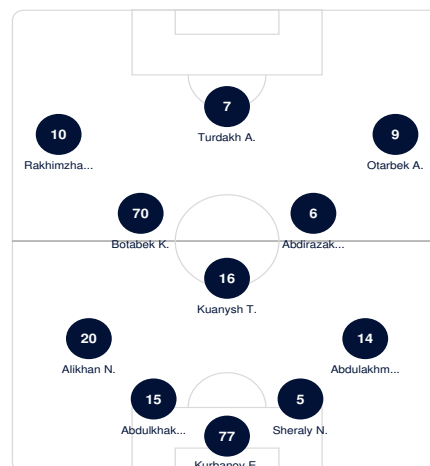 7
Turdakh A.
10
Rakhimzha...
9
Otarbek A.
70
Botabek K.
6
Abdirazak...
16
Kuanysh T.
20
Alikhan N.
14
Abdulakhm...
15
Abdulkhak...
5
Sheraly N.
77
Kurbanov E.